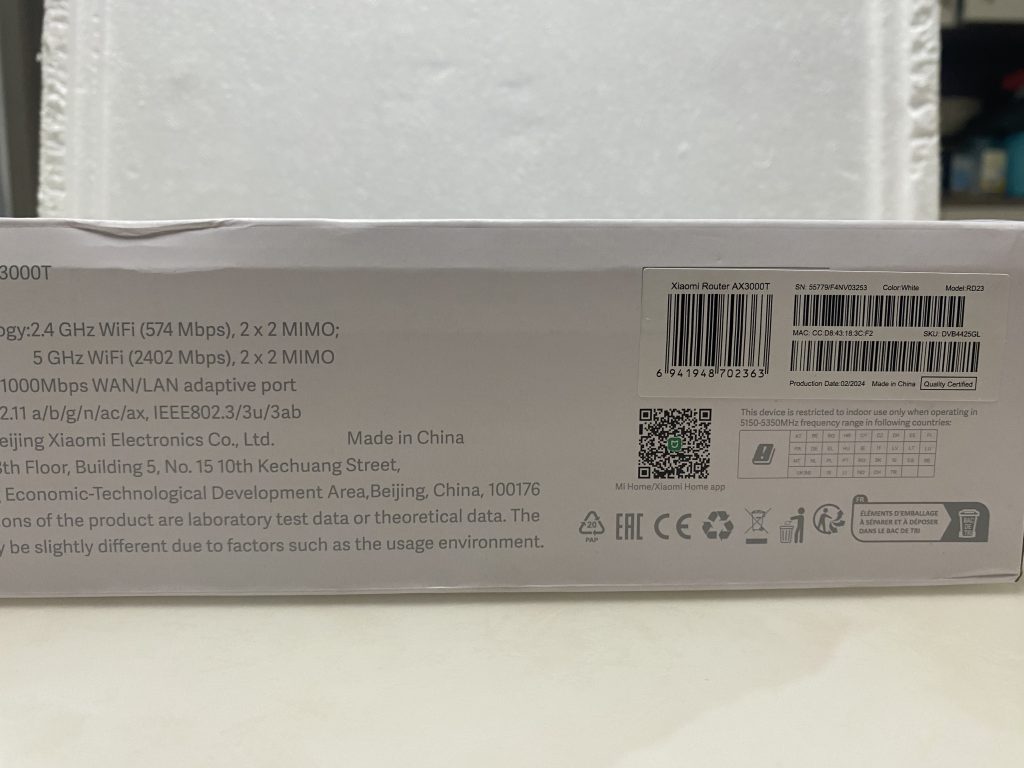 3000T
ogy:2.4 GHz WiFi (574 Mbps), 2 x 2 MIMO;
5 GHz WiFi (2402 Mbps), 2 x 2 MIMO
1000Mbps WAN/LAN adaptive port
2.11 a/b/g/n/ac/ax, IEEE802.3/3u/3ab
eijing Xiaomi Electronics Co., Ltd. Made in China
8th Floor, Building 5, No. 15 10th Kechuang Street,
Economic-Technological Development Area,Beijing, China, 100176
ons of the product are laboratory test data or theoretical data. The
y be slightly different due to factors such as the usage environment.
Xiaomi Router AX3000T
6 941948 702363
SN: 55779/F4NV03253 Color:White Model:RD23
MAC: CC:D8:43:18:3C:F2 SKU: DVB4425GL
Production Date:02/2024 Made in China Quality Certified
Mi Home/Xiaomi Home app
This device is restricted to indoor use only when operating in
5150-5350MHz frequency range in following countries:
20
PAP
EAC
CE
FR
ÉLÉMENTS D'EMBALLAGE
À SÉPARER ET À DÉPOSER
DANS LE BAC DE TRI
BAC
DE
TRI